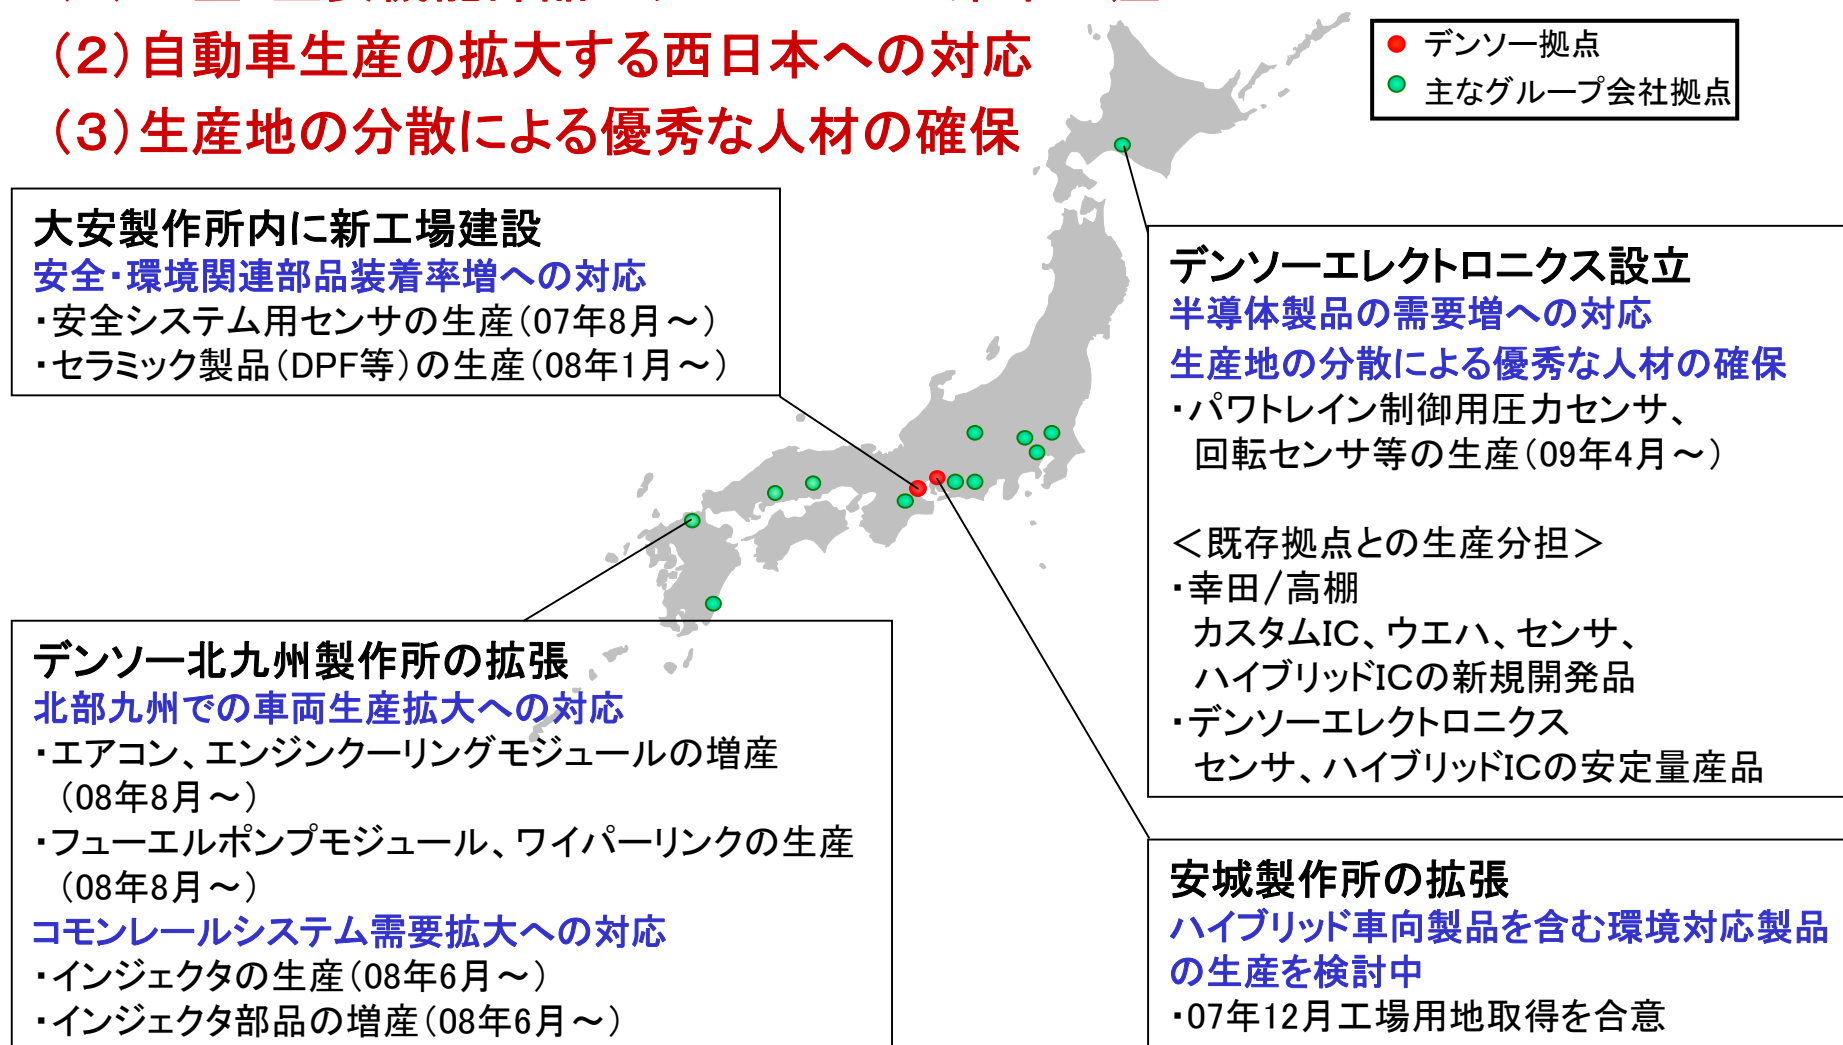 (2)自動車生産の拡大する西日本への対応
(3)生産地の分散による優秀な人材の確保
デンソー拠点
主なグループ会社拠点
大安製作所内に新工場建設
安全・環境関連部品装着率増への対応
・安全システム用センサの生産(07年8月～)
・セラミック製品(DPF等)の生産(08年1月～)
デンソーエレクトロニクス設立
半導体製品の需要増への対応
生産地の分散による優秀な人材の確保
・パワトレイン制御用圧力センサ、
回転センサ等の生産(09年4月～)
＜既存拠点との生産分担＞
・幸田/高棚
カスタムIC、ウエハ、センサ、
ハイブリッドICの新規開発品
・デンソーエレクトロニクス
センサ、ハイブリッドICの安定量産品
デンソー北九州製作所の拡張
北部九州での車両生産拡大への対応
・エアコン、エンジンクーリングモジュールの増産
(08年8月～)
・フューエルポンプモジュール、ワイパーリンクの生産
(08年8月～)
コモンレールシステム需要拡大への対応
・インジェクタの生産(08年6月～)
・インジェクタ部品の増産(08年6月～)
安城製作所の拡張
ハイブリッド車向製品を含む環境対応製品
の生産を検討中
・07年12月工場用地取得を合意